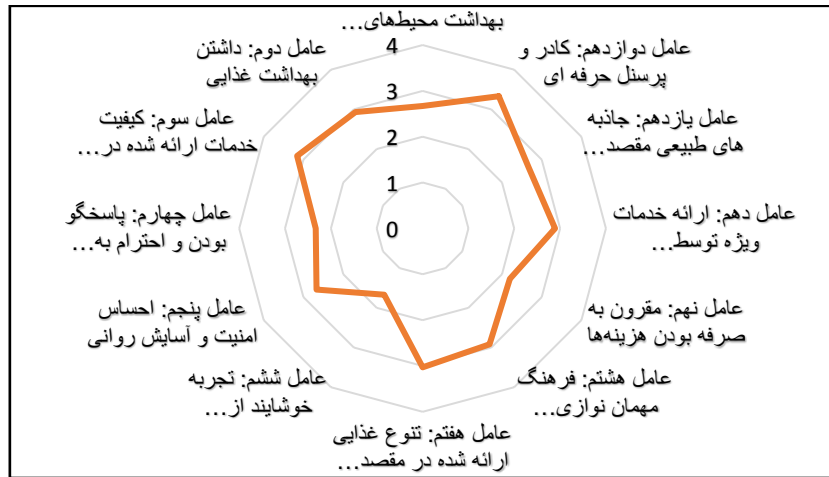 بهداشت محیط‌های...
عامل دوازدهم: کادر و
پرسنل حرفه ای
عامل یازدهم: جاذبه
های طبیعی مقصد...
عامل دهم: ارائه خدمات
ویژه توسط...
عامل نهم: مقرون به
صرفه بودن هزینه‌ها
عامل هشتم: فرهنگ
مهمان نوازی...
عامل هفتم: تنوع غذایی
ارائه شده در مقصد...
عامل ششم: تجربه
خوشایند از...
عامل پنجم: احساس
امنیت و آسایش روانی
عامل چهارم: پاسخگو
بودن و احترام به...
عامل سوم: کیفیت
خدمات ارائه شده در...
عامل دوم: داشتن
بهداشت غذایی
4
3
2
1
0